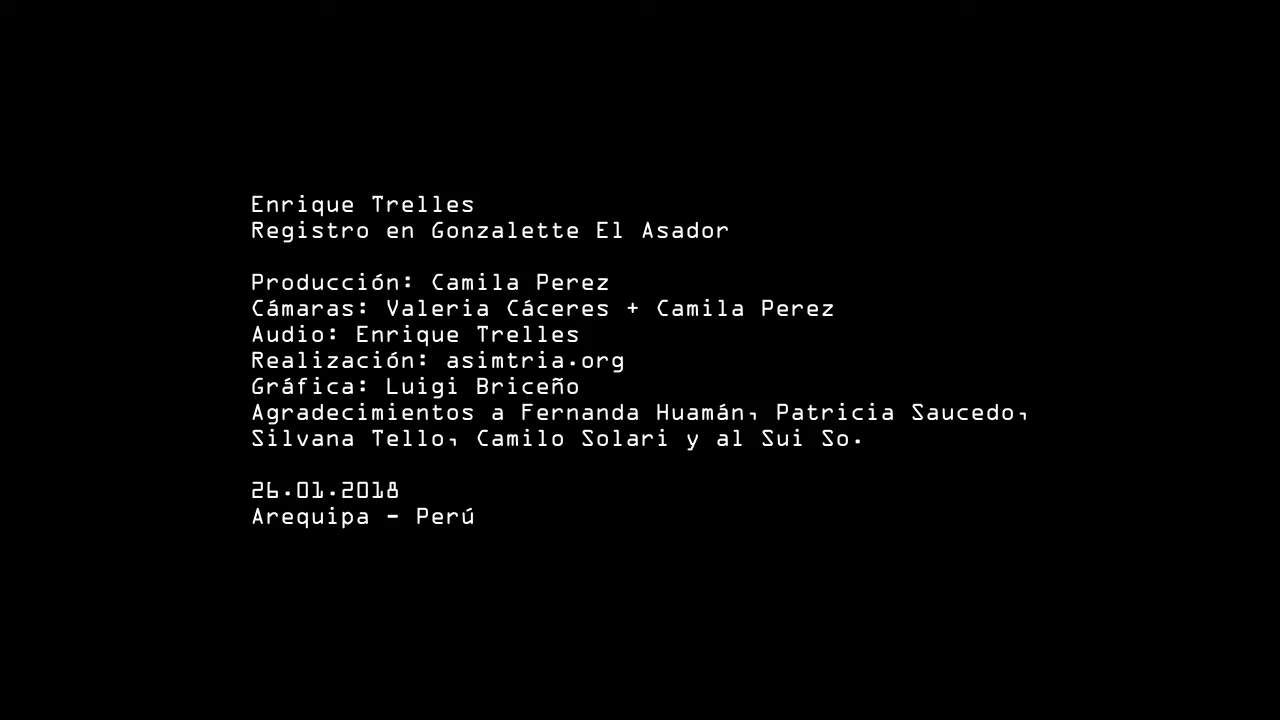 Enrique Trelles
Registro en Gonzalette El Asador
Producción: Camila Perez
Cámaras: Valeria Cáceres + Camila Perez
Audio: Enrique Trelles
Realización: asimtria.org
Gráfica: Luigi Briceño
Agradecimientos a Fernanda Huamán, Patricia Saucedo,
Silvana Tello, Camilo Solari y al Sui So.
26.01.2018
Arequipa - Perú